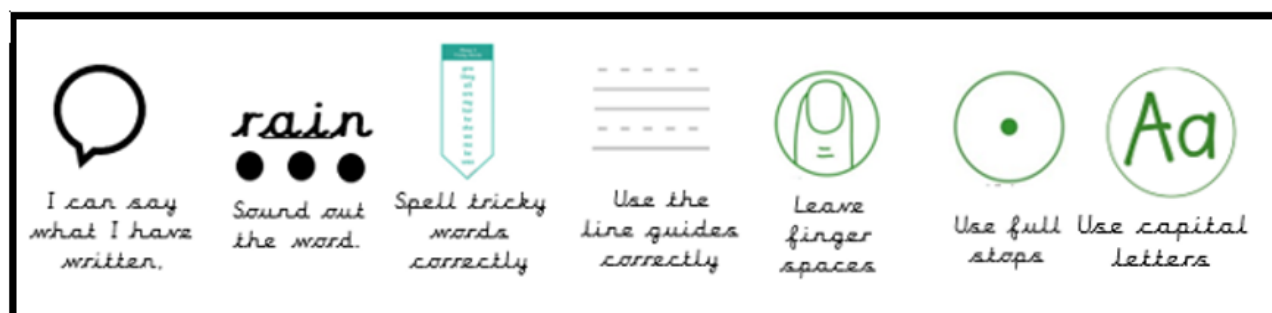 rain
I can say
what I have
written.
Sound out
the word.
Spell tricky
words
correctly
Use the
line guides
correctly
Leave
finger
spaces
Use full
stops
Aa
Use capital
letters